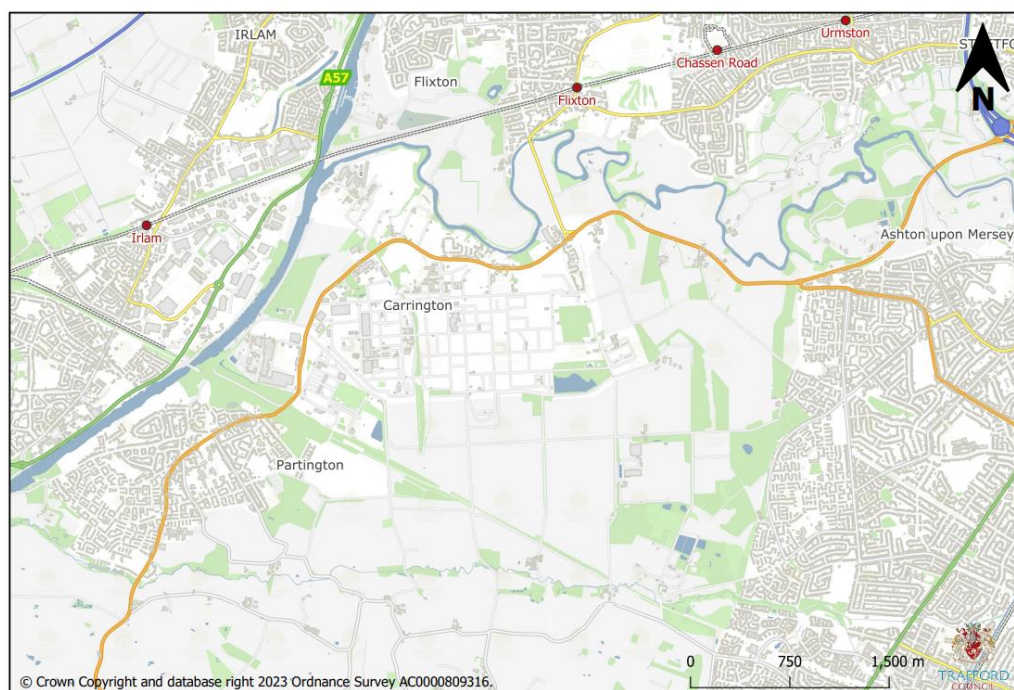 IRLAM
A57
Flixton
Urmston
Chassen Road
Flixton
N
Irlam
Ashton upon Mersey
Carrington
Partington
0 750 1,500 m
TRAFFORD
COUNCIL
© Crown Copyright and database right 2023 Ordnance Survey AC0000809316.